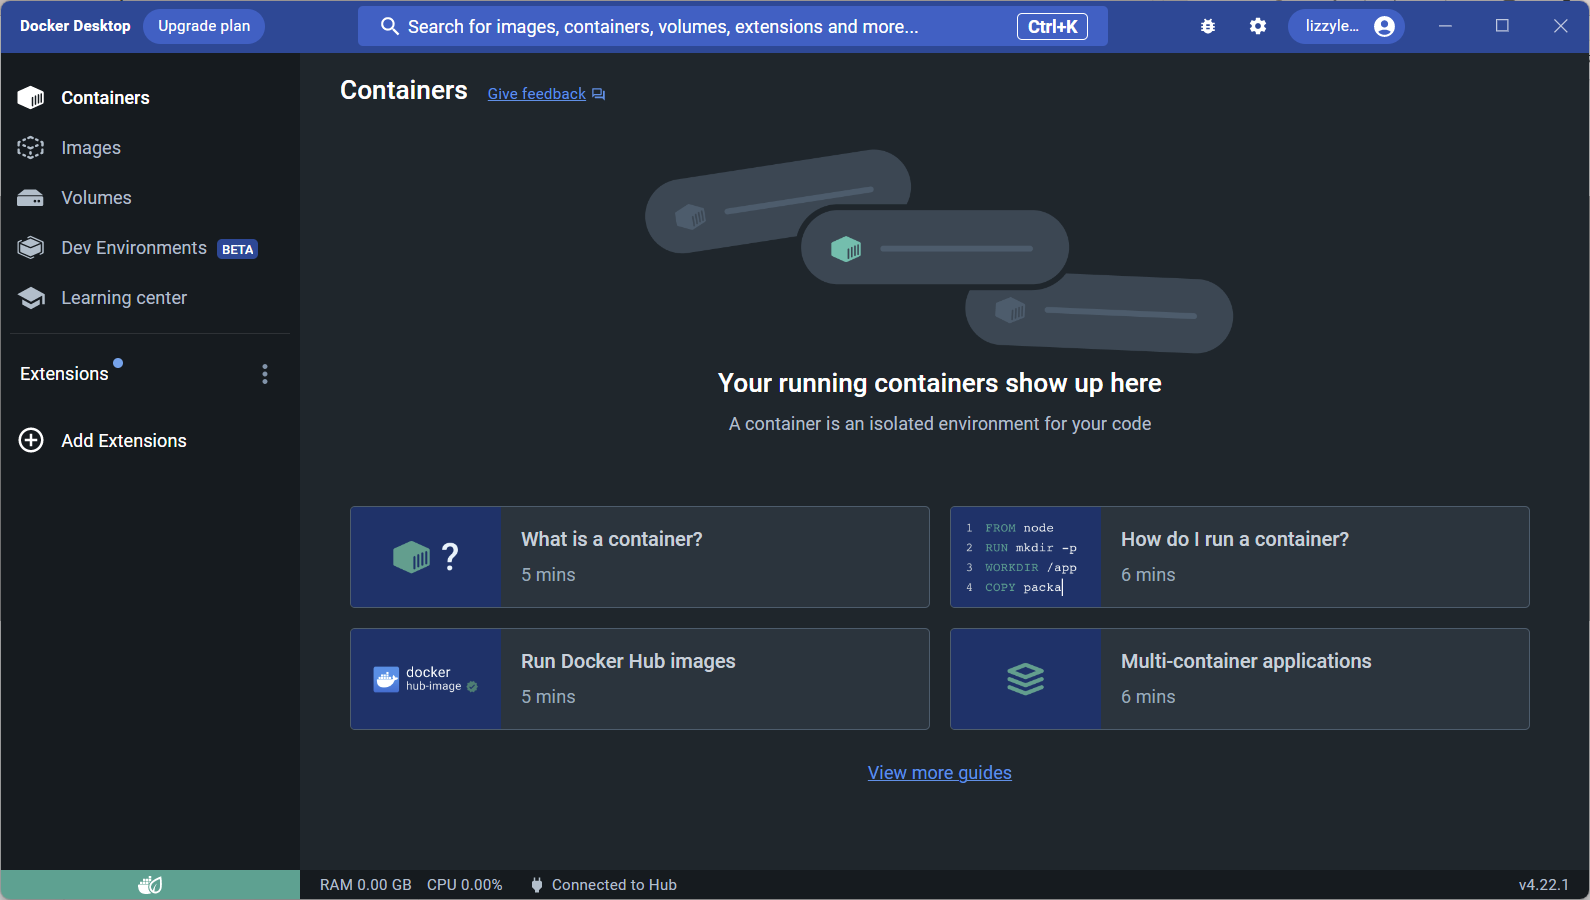 Docker Desktop
Upgrade plan
Search for images, containers, volumes, extensions and more...
Ctrl+K
lizzyle...
Containers
Images
Volumes
Dev Environments BETA
Learning center
Extensions
Add Extensions
Containers
Give feedback
Your running containers show up here
A container is an isolated environment for your code
?
What is a container?
5 mins
1 FROM node
2 RUN mkdir -p
3 WORKDIR /app
4 COPY packa
How do I run a container?
6 mins
docker
hub-image
Run Docker Hub images
5 mins
Multi-container applications
6 mins
View more guides
RAM 0.00 GB CPU 0.00% Connected to Hub
v4.22.1